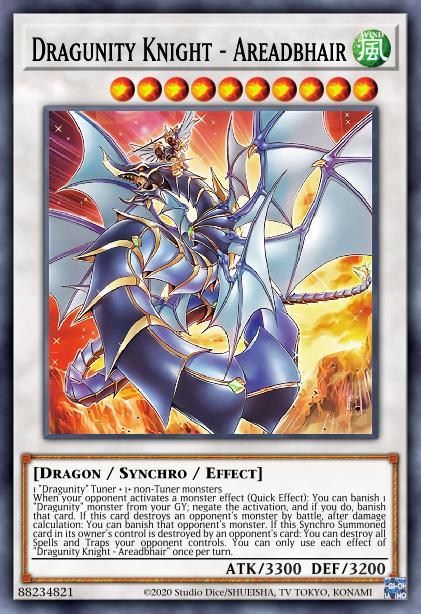 Dragunity Knight - Areadbhair
WIND
風
[Dragon / Synchro / Effect]
1 "Dragunity" Tuner + 1+ non-Tuner monsters
When your opponent activates a monster effect (Quick Effect): You can banish 1
"Dragunity" monster from your GY; negate the activation, and if you do, banish
that card. If this card destroys an opponent's monster by battle, after damage
calculation: You can banish that opponent's monster. If this Synchro Summoned
card in its owner's control is destroyed by an opponent's card: You can destroy all
Spells and Traps your opponent controls. You can only use each effect of
"Dragunity Knight - Areadbhair" once per turn.
ATK/3300 DEF/3200
88234821
©2020 Studio Dice/SHUEISHA, TV TOKYO, KONAMI